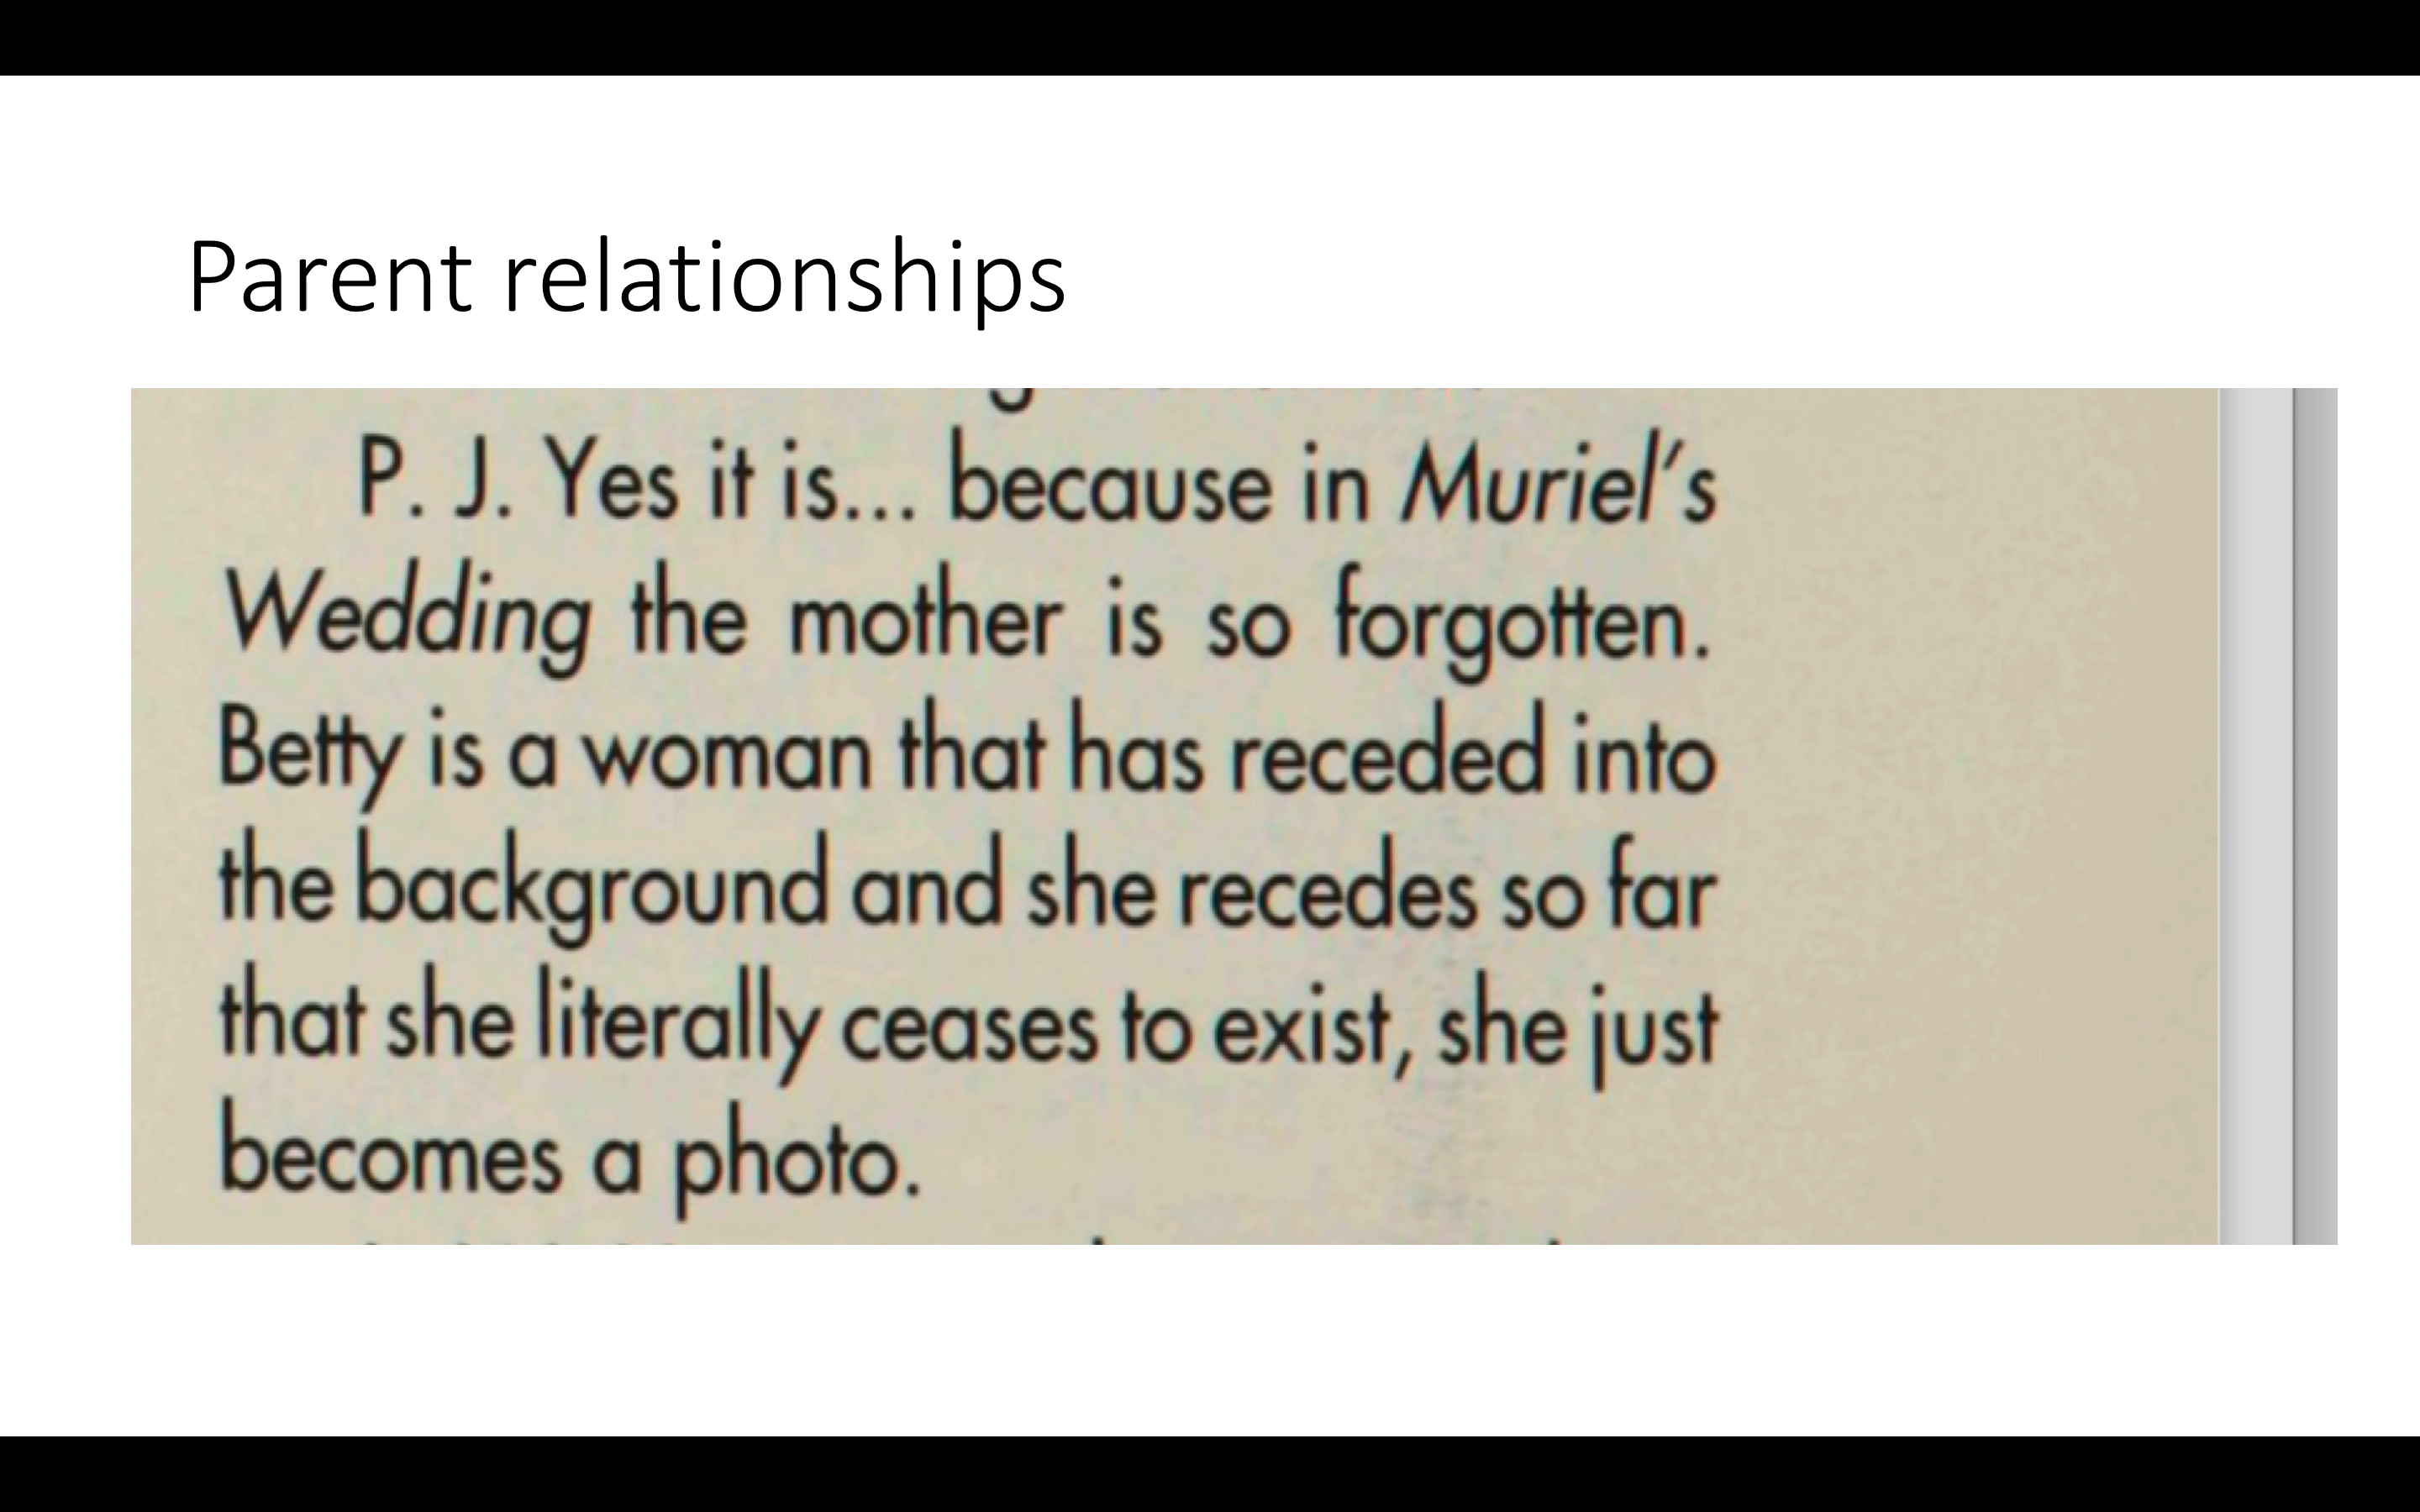 Parent relationships
P. J. Yes it is... because in Muriel's
Wedding the mother is so forgotten.
Betty is a woman that has receded into
the background and she recedes so far
that she literally ceases to exist, she just
becomes a photo.